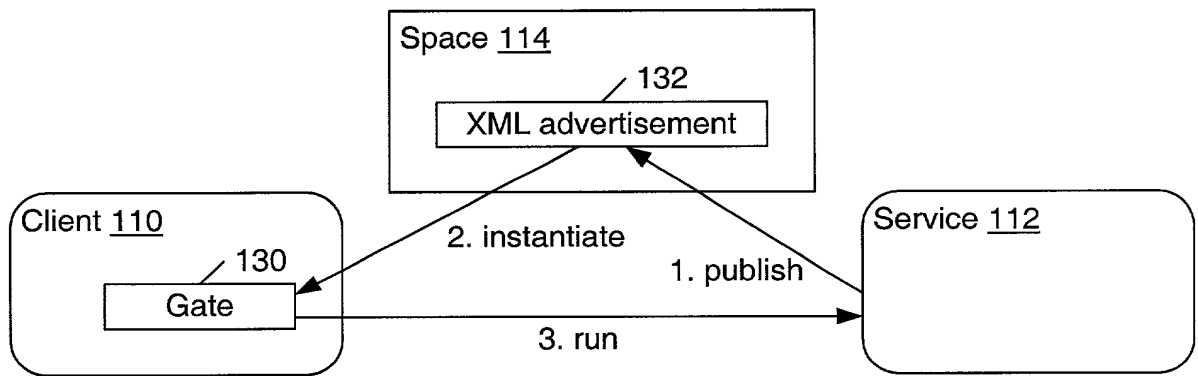 Space 114
132
XML advertisement
Client 110
Service 112
2. instantiate
130
1. publish
Gate
3. run